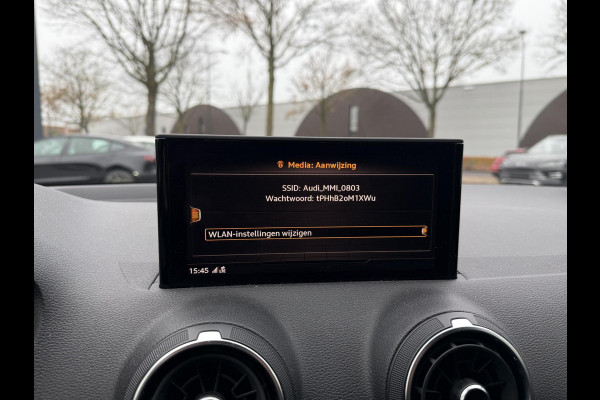 Media: Aanwijzing
SSID: Audi_MMI_0803
Wachtwoord: tPHhB2oM1XWu
WLAN-instellingen wijzigen
15:45